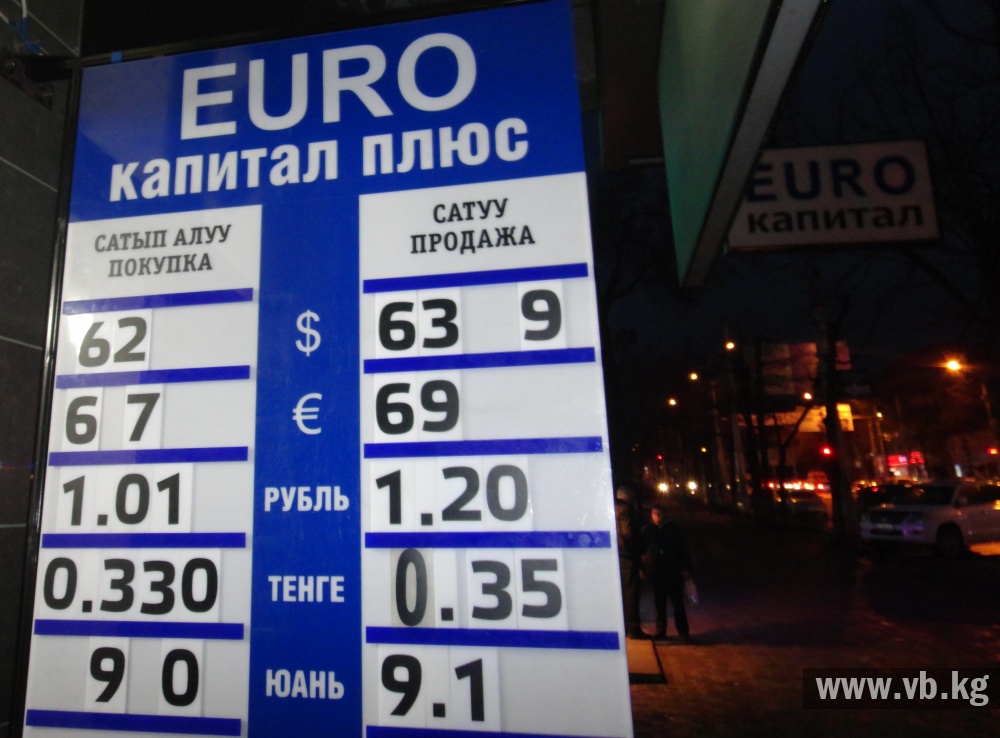 EURO
капитал плюс
САТЫП АЛУУ
ПОКУПКА
САТУУ
ПРОДАЖА
62 $ 63 9
6 7 € 69
1.01 РУБЛЬ 1.20
0.330 ТЕНГЕ 0.35
9 0 ЮАНЬ 9.1
EURO
капитал
www.vb.kg